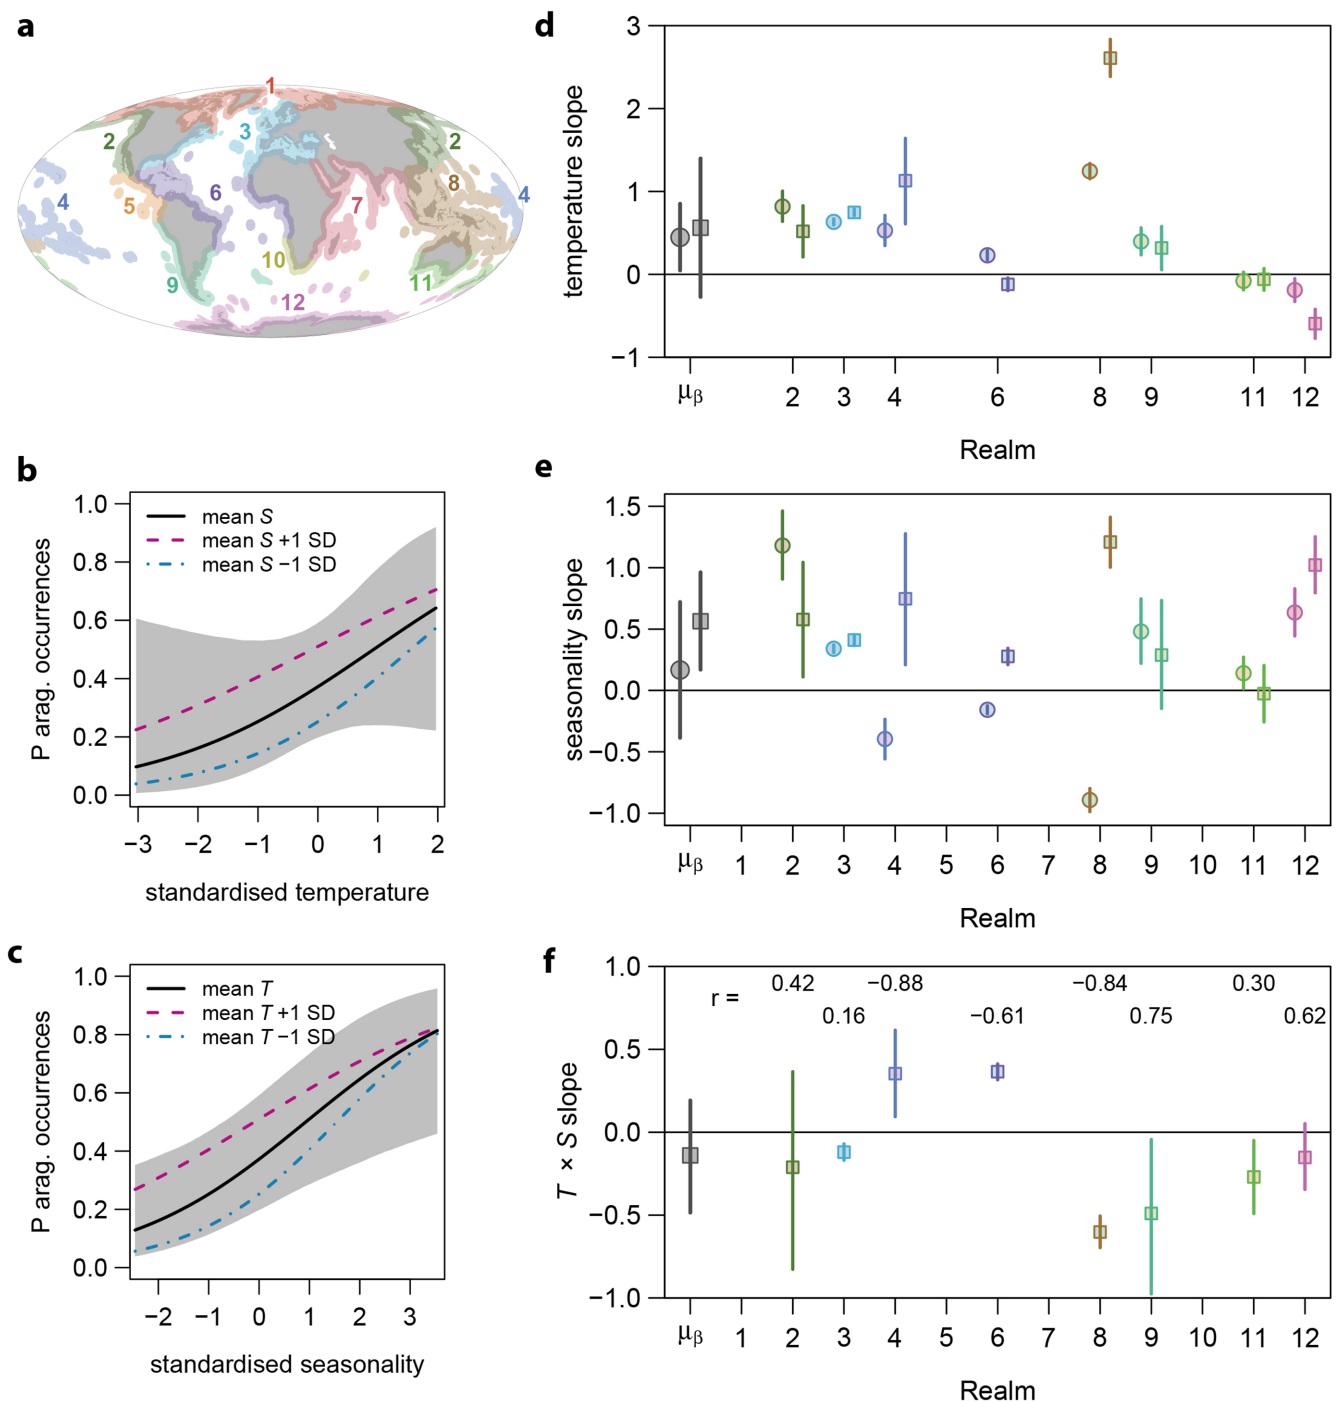 a
1
2
3
2
4
5
6
7
8
4
9
10
11
12
b
1.0
0.8
0.6
0.4
0.2
0.0
P arag. occurrences
mean S
mean S +1 SD
mean S −1 SD
−3 −2 −1 0 1 2
standardised temperature
c
1.0
0.8
0.6
0.4
0.2
0.0
P arag. occurrences
mean T
mean T +1 SD
mean T −1 SD
−2 −1 0 1 2 3
standardised seasonality
d
3
2
1
0
−1
temperature slope
μβ 2 3 4 6 8 9 11 12
Realm
e
1.5
1.0
0.5
0.0
−0.5
−1.0
seasonality slope
μβ 1 2 3 4 5 6 7 8 9 10 11 12
Realm
f
1.0
0.5
0.0
−0.5
−1.0
T × S slope
r = 0.42 0.16 −0.88 −0.61 −0.84 0.75 0.30 0.62
μβ 1 2 3 4 5 6 7 8 9 10 11 12
Realm